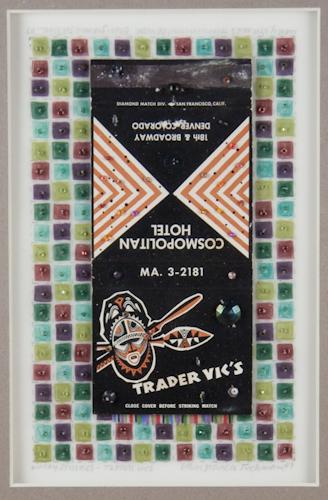 DIAMOND MATCH DIV. SAN FRANCISCO, CALIF.
18th & BROADWAY
DENVER, COLORADO
COSMOPOLITAN
HOTEL
MA. 3-2181
TRADER VIC'S
CLOSE COVER BEFORE STRIKING MATCH